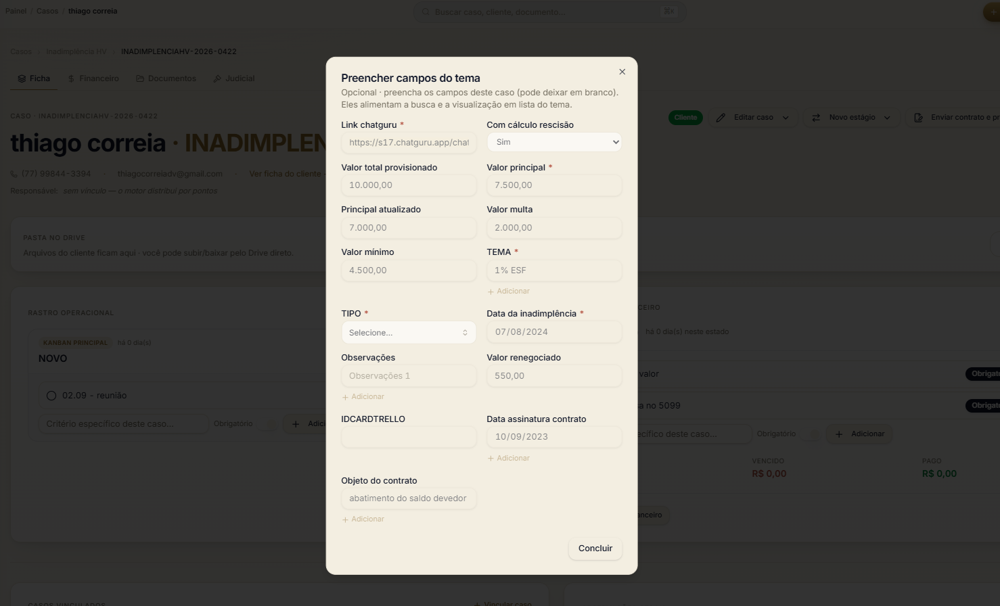 Painel / Casos / thiago correia
Buscar caso, cliente, documento... ⌘K
Casos › Inadimplência HV › INADIMPLENCIAHV-2026-0422
Ficha Financeiro Documentos Judicial
CASO · INADIMPLENCIAHV-2026-0422
Cliente Editar caso Novo estágio Enviar contrato e
thiago correia · INADIMPLEN
(77) 99844-3394 · thiagocorreiadv@gmail.com · Ver ficha do cliente
Responsável: sem vínculo — o motor distribui por pontos
PASTA NO DRIVE
Arquivos do cliente ficam aqui · você pode subir/baixar pelo Drive direto.
RASTRO OPERACIONAL
KANBAN PRINCIPAL há 0 dia(s)
NOVO
02.09 - reunião
Critério específico deste caso... Obrigatório + Adici
Preencher campos do tema
Opcional · preencha os campos deste caso (pode deixar em branco).
Eles alimentam a busca e a visualização em lista do tema.
Link chatguru * Com cálculo rescisão
https://s17.chatguru.app/chat Sim
Valor total provisionado Valor principal *
10.000,00 7.500,00
Principal atualizado Valor multa
7.000,00 2.000,00
Valor mínimo TEMA *
4.500,00 1% ESF
+ Adicionar
TIPO * Data da inadimplência *
Selecione... 07/08/2024
Observações Valor renegociado
Observações 1 550,00
+ Adicionar
IDCARDTRELLO Data assinatura contrato
10/09/2023
+ Adicionar
Objeto do contrato
abatimento do saldo devedor
+ Adicionar
Concluir
CEIRO
há 0 dia(s) neste estado
valor Obrigat
a no 5099 Obrigat
ecífico deste caso... Obrigatório + Adicionar
VENCIDO PAGO
R$ 0,00 R$ 0,00
anceiro
CASOS VINCULADOS + Vincular caso